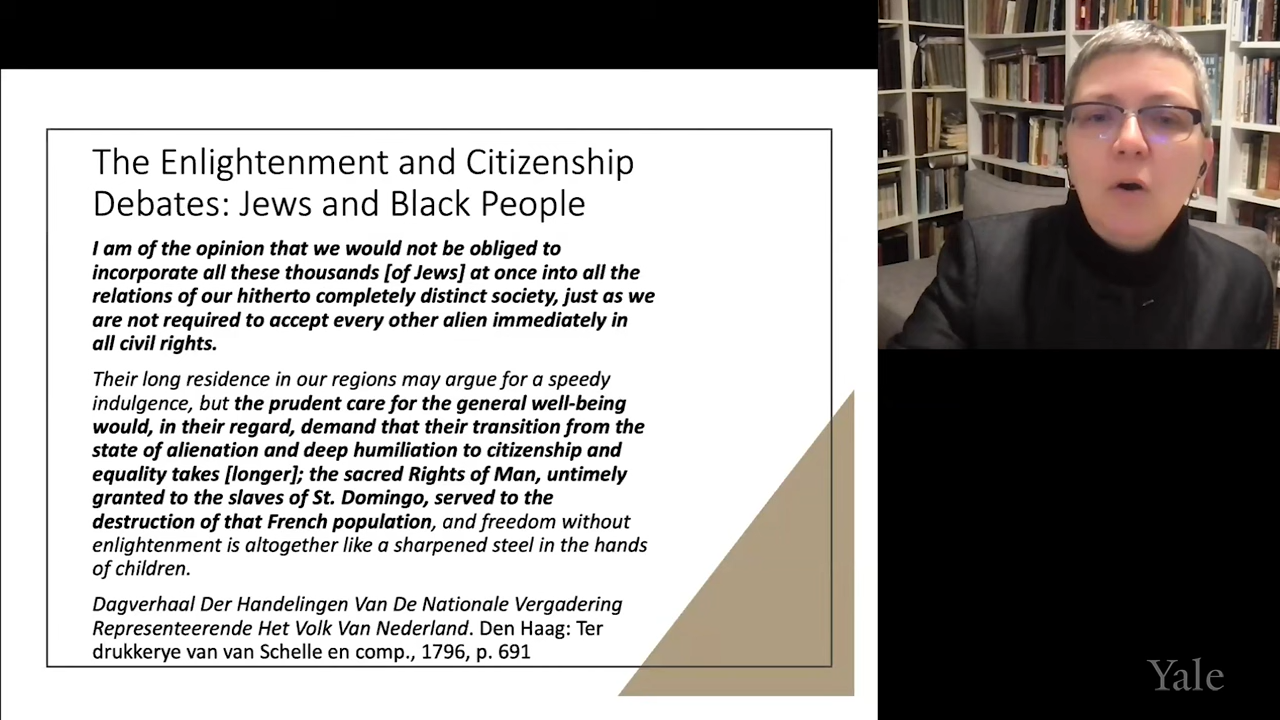 The Enlightenment and Citizenship
Debates: Jews and Black People
I am of the opinion that we would not be obliged to
incorporate all these thousands [of Jews] at once into all the
relations of our hitherto completely distinct society, just as we
are not required to accept every other alien immediately in
all civil rights.
Their long residence in our regions may argue for a speedy
indulgence, but the prudent care for the general well-being
would, in their regard, demand that their transition from the
state of alienation and deep humiliation to citizenship and
equality takes [longer]; the sacred Rights of Man, untimely
granted to the slaves of St. Domingo, served to the
destruction of that French population, and freedom without
enlightenment is altogether like a sharpened steel in the hands
of children.
Dagverhaal Der Handelingen Van De Nationale Vergadering
Representeerende Het Volk Van Nederland. Den Haag: Ter
drukkerye van van Schelle en comp., 1796, p. 691
Yale